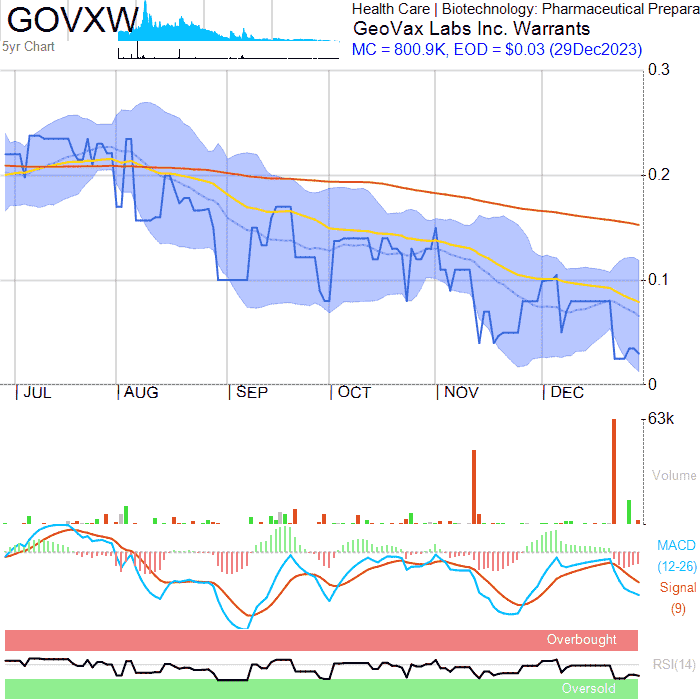 GOVXW
5yr Chart
Health Care | Biotechnology: Pharmaceutical Prepara
GeoVax Labs Inc. Warrants
MC = 800.9K, EOD = $0.03 (29Dec2023)
0.3
0.2
0.1
0
JUL AUG SEP OCT NOV DEC
63k
Volume
MACD
(12-26)
Signal
(9)
Overbought
RSI(14)
Oversold